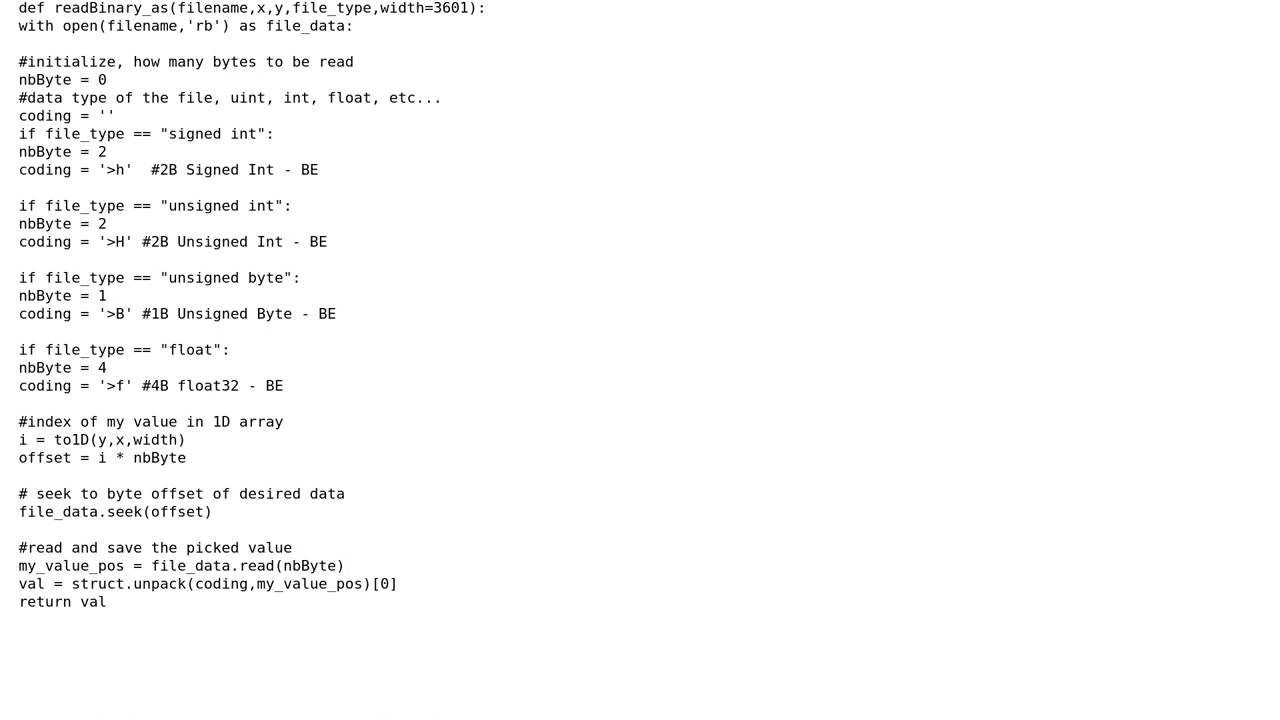 def readBinary_as(filename,x,y,file_type,width=3601):
with open(filename,'rb') as file_data:
#initialize, how many bytes to be read
nbByte = 0
#data type of the file, uint, int, float, etc...
coding = ''
if file_type == "signed int":
nbByte = 2
coding = '>h'  #2B Signed Int - BE
if file_type == "unsigned int":
nbByte = 2
coding = '>H' #2B Unsigned Int - BE
if file_type == "unsigned byte":
nbByte = 1
coding = '>B' #1B Unsigned Byte - BE
if file_type == "float":
nbByte = 4
coding = '>f' #4B float32 - BE
#index of my value in 1D array
i = to1D(y,x,width)
offset = i * nbByte
# seek to byte offset of desired data
file_data.seek(offset)
#read and save the picked value
my_value_pos = file_data.read(nbByte)
val = struct.unpack(coding,my_value_pos)[0]
return val